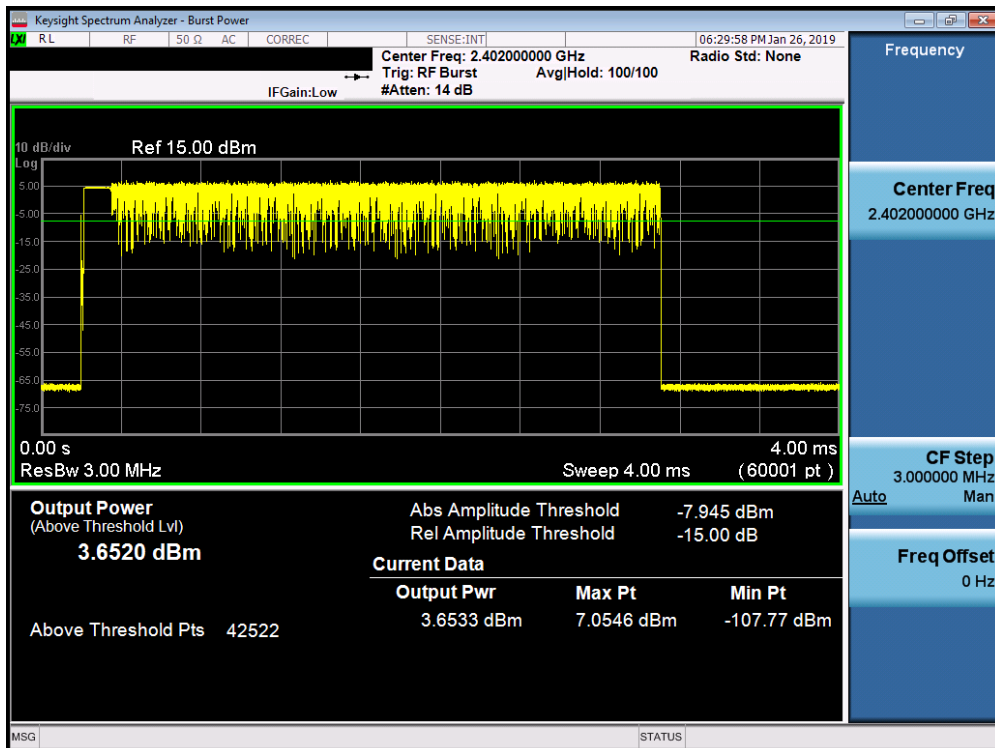 Keysight Spectrum Analyzer - Burst Power
LXI RL RF 50 Ω AC CORREC SENSE:INT 06:29:58 PM Jan 26, 2019
Center Freq: 2.402000000 GHz Radio Std: None
Trig: RF Burst Avg|Hold: 100/100
IFGain:Low #Atten: 14 dB
10 dB/div Ref 15.00 dBm
Log
5.00
-5.00
-15.0
-25.0
-35.0
-45.0
-55.0
-65.0
-75.0
0.00 s 4.00 ms
ResBw 3.00 MHz Sweep 4.00 ms (60001 pt)
Output Power
(Above Threshold Lvl)
3.6520 dBm
Above Threshold Pts 42522
Abs Amplitude Threshold -7.945 dBm
Rel Amplitude Threshold -15.00 dB
Current Data
Output Pwr Max Pt Min Pt
3.6533 dBm 7.0546 dBm -107.77 dBm
Frequency
Center Freq
2.402000000 GHz
CF Step
3.000000 MHz
Auto Man
Freq Offset
0 Hz
MSG STATUS